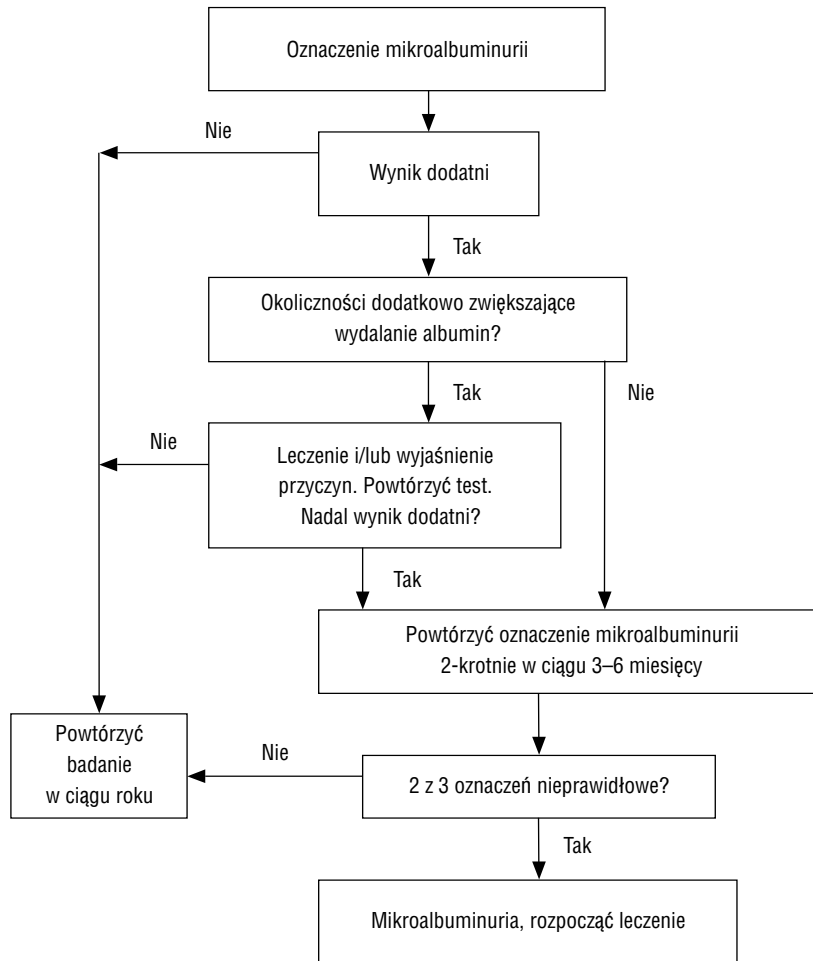 Oznaczenie mikroalbuminurii
Nie
Wynik dodatni
Tak
Okoliczności dodatkowo zwiększające
wydalanie albumin?
Tak
Nie
Nie
Leczenie i/lub wyjaśnienie
przyczyn. Powtórzyć test.
Nadal wynik dodatni?
Tak
Powtórzyć oznaczenie mikroalbuminurii
2-krotnie w ciągu 3–6 miesięcy
Powtórzyć
badanie
w ciągu roku
Nie
2 z 3 oznaczeń nieprawidłowe?
Tak
Mikroalbuminuria, rozpocząć leczenie